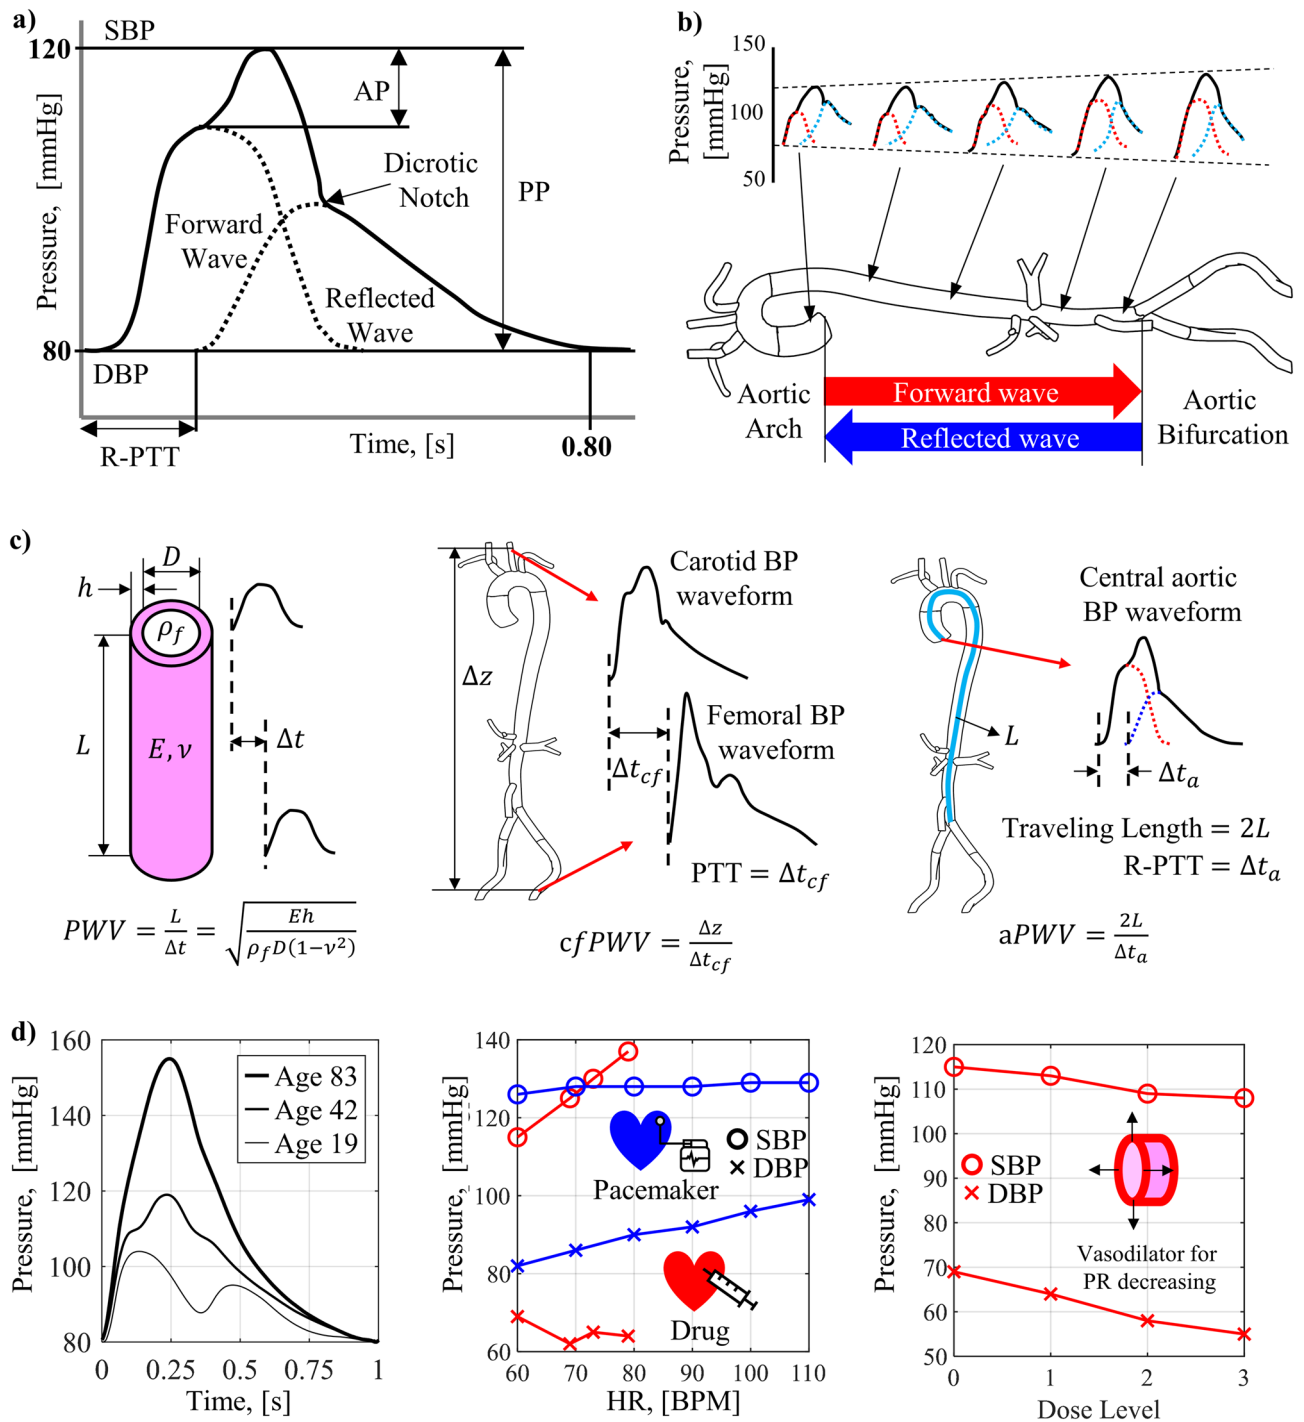 a)
SBP
120
AP
PP
Dicrotic
Notch
Forward
Wave
Reflected
Wave
Pressure, [mmHg]
80
DBP
R-PTT
Time, [s]
0.80
b)
150
100
50
Pressure,
[mmHg]
Aortic
Arch
Forward wave
Reflected wave
Aortic
Bifurcation
c)
D
h
ρf
L
E, ν
Δt
PWV = L/Δt = √(Eh/(ρf D(1−ν²)))
Δz
Carotid BP
waveform
Femoral BP
waveform
Δtcf
PTT = Δtcf
cfPWV = Δz/Δtcf
Central aortic
BP waveform
L
Δta
Traveling Length = 2L
R-PTT = Δta
aPWV = 2L/Δta
d)
160
140
120
100
80
Pressure, [mmHg]
Age 83
Age 42
Age 19
0 0.25 0.5 0.75 1
Time, [s]
140
120
100
80
60
Pressure, [mmHg]
SBP
DBP
Pacemaker
Drug
60 70 80 90 100 110
HR, [BPM]
120
110
100
90
80
70
60
50
Pressure, [mmHg]
SBP
DBP
Vasodilator for
PR decreasing
0 1 2 3
Dose Level